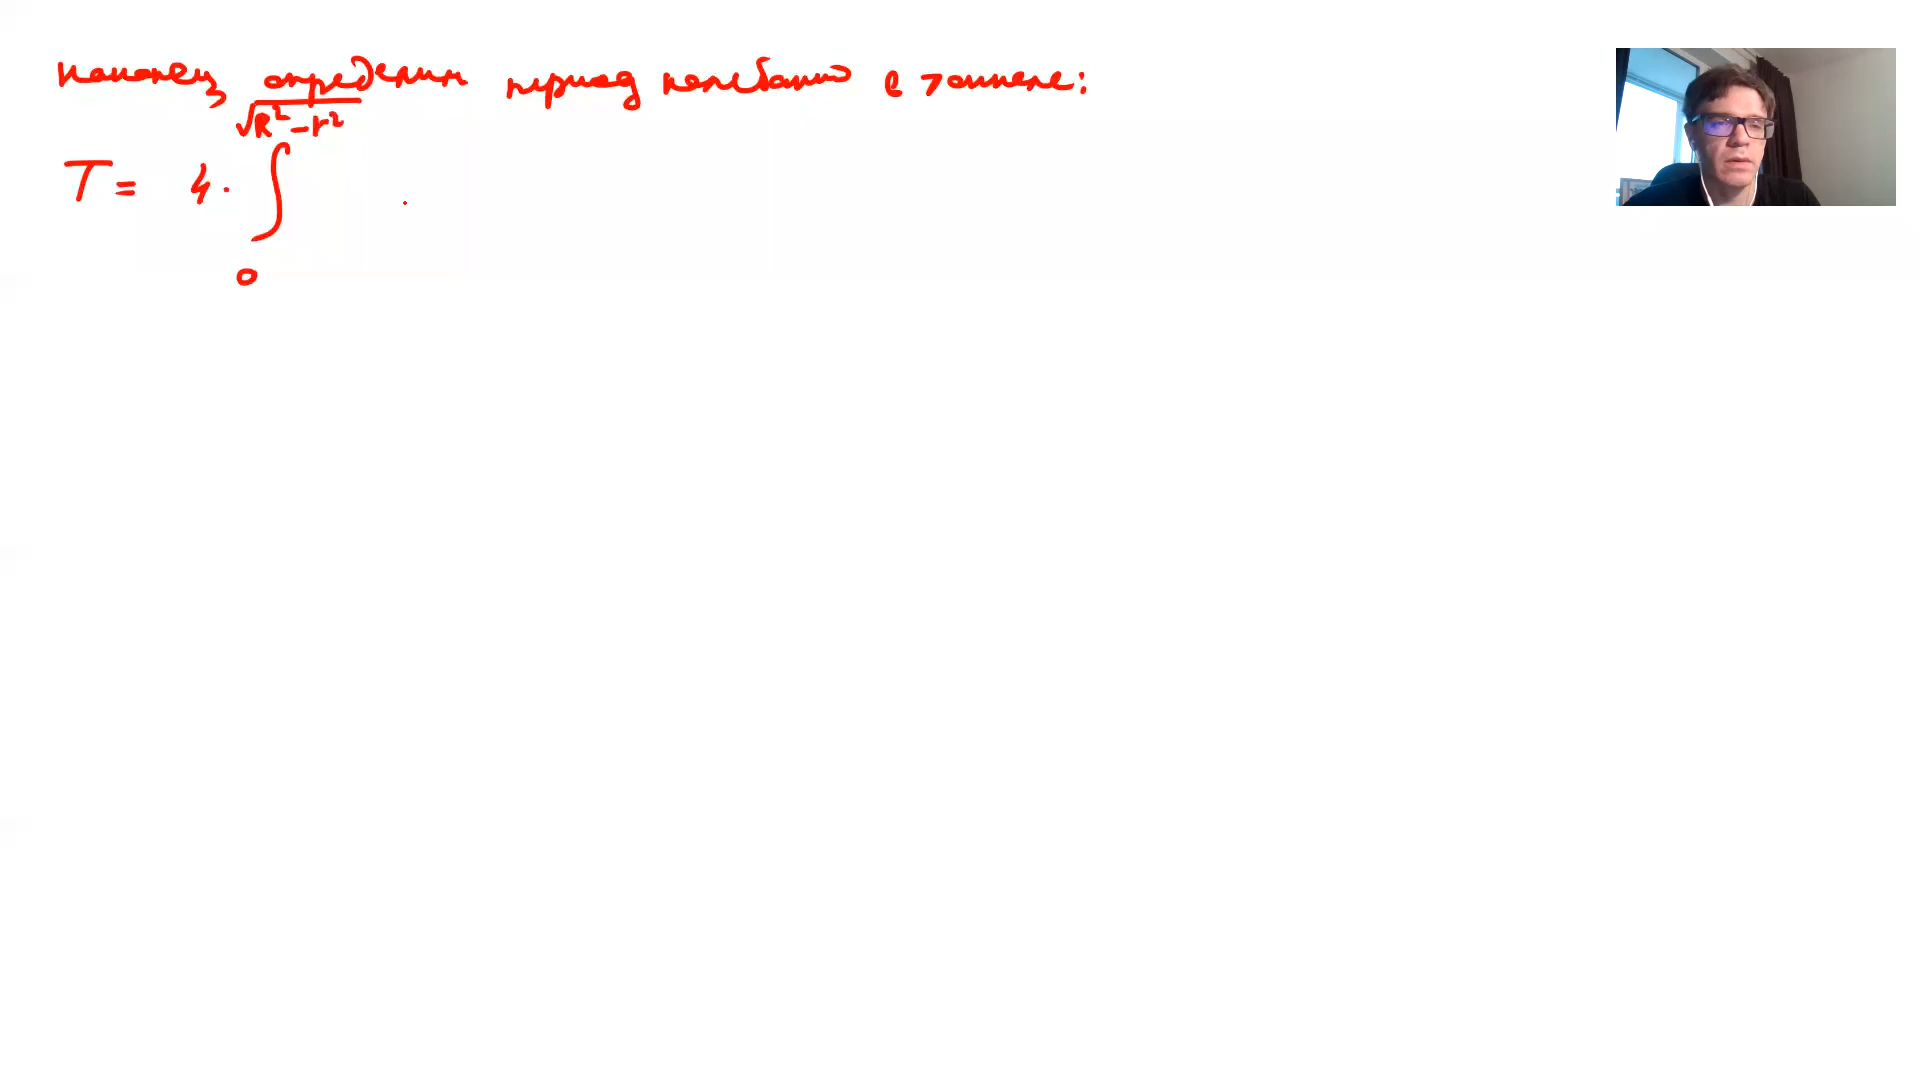 наконец, определим период колебаний в тоннеле:
√R²-r²
T = 4 · ∫
0